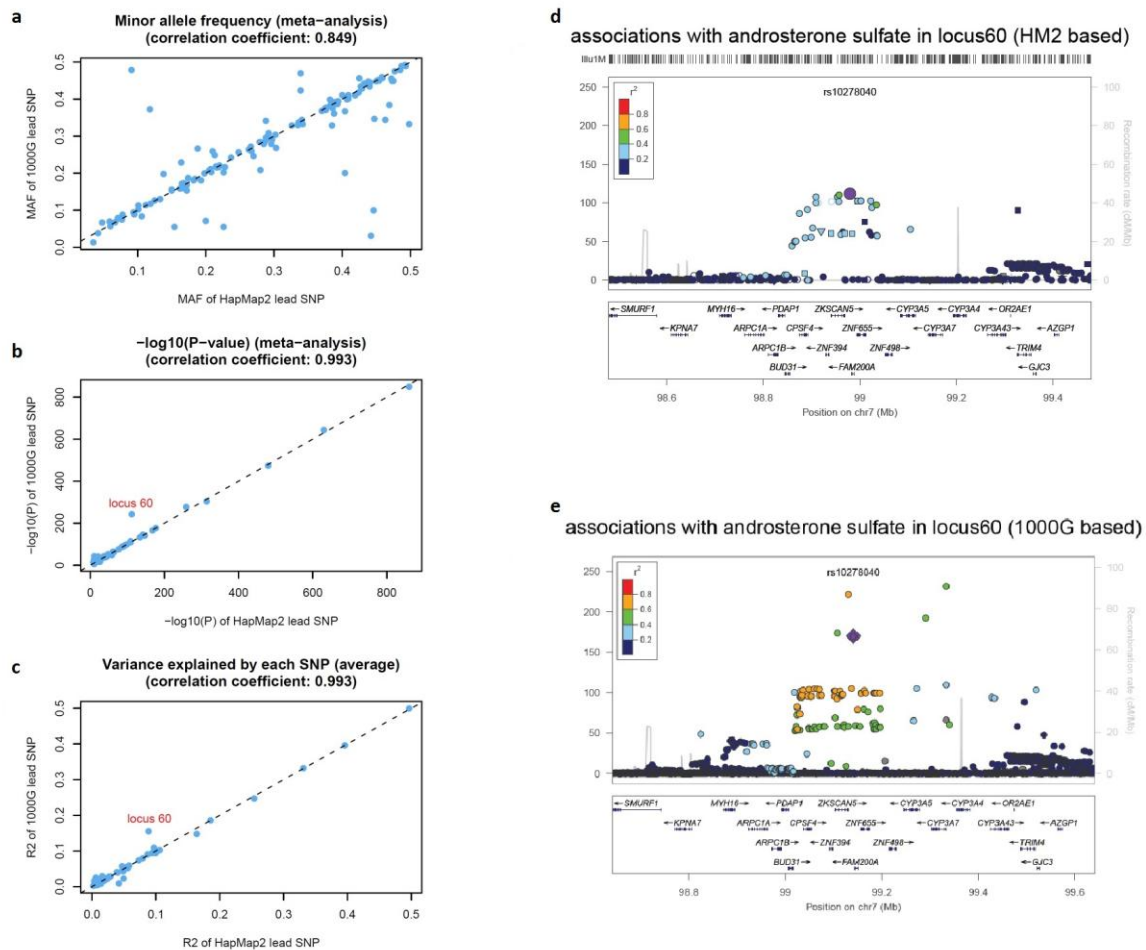 a
Minor allele frequency (meta−analysis)
(correlation coefficient: 0.849)
MAF of 1000G lead SNP
0.5
0.4
0.3
0.2
0.1
0.0
0.1 0.2 0.3 0.4 0.5
MAF of HapMap2 lead SNP
b
−log10(P−value) (meta−analysis)
(correlation coefficient: 0.993)
−log10(P) of 1000G lead SNP
800
600
400
200
0
locus 60
0 200 400 600 800
−log10(P) of HapMap2 lead SNP
c
Variance explained by each SNP (average)
(correlation coefficient: 0.993)
R2 of 1000G lead SNP
0.5
0.4
0.3
0.2
0.1
0.0
locus 60
0.0 0.1 0.2 0.3 0.4 0.5
R2 of HapMap2 lead SNP
d
associations with androsterone sulfate in locus60 (HM2 based)
Illu1M
250
200
150
100
50
0
r2
0.8
0.6
0.4
0.2
rs10278040
100
80
60
40
20
0
Recombination rate (cM/Mb)
←SMURF1 MYH16→ ←PDAP1 ZKSCAN5→ ←CYP3A5 ←CYP3A4 ←OR2AE1
←KPNA7 ARPC1A→ CPSF4→ ZNF655→ ←CYP3A7 CYP3A43→ ←AZGP1
ARPC1B→ ←ZNF394 ZNF498→ ←TRIM4
BUD31→ ←FAM200A ←GJC3
98.6 98.8 99 99.2 99.4
Position on chr7 (Mb)
e
associations with androsterone sulfate in locus60 (1000G based)
250
200
150
100
50
0
r2
0.8
0.6
0.4
0.2
rs10278040
100
80
60
40
20
0
Recombination rate (cM/Mb)
←SMURF1 MYH16→ ←PDAP1 ZKSCAN5→ ←CYP3A5 ←CYP3A4 ←OR2AE1
←KPNA7 ARPC1A→ CPSF4→ ZNF655→ ←CYP3A7 CYP3A43→ ←AZGP1
ARPC1B→ ←ZNF394 ZNF498→ ←TRIM4
BUD31→ ←FAM200A ←GJC3
98.8 99 99.2 99.4 99.6
Position on chr7 (Mb)